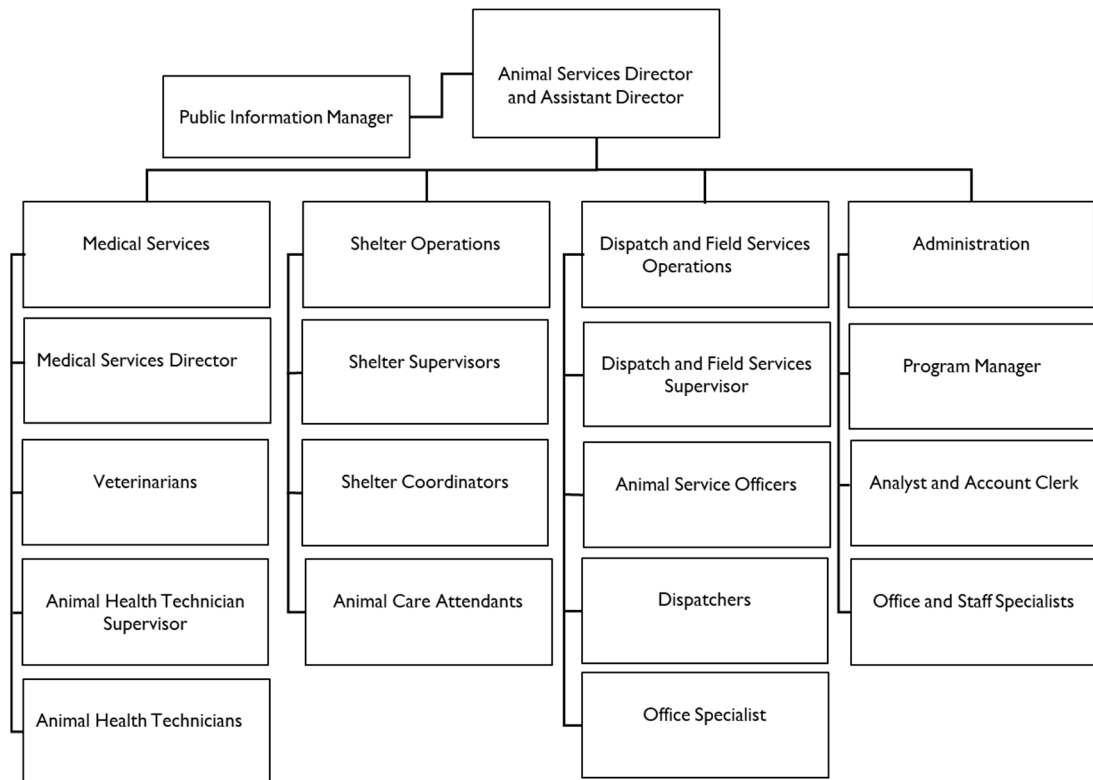 Animal Services Director
and Assistant Director
Public Information Manager
Medical Services
Shelter Operations
Dispatch and Field Services
Operations
Administration
Medical Services Director
Shelter Supervisors
Dispatch and Field Services
Supervisor
Program Manager
Veterinarians
Shelter Coordinators
Animal Service Officers
Analyst and Account Clerk
Animal Health Technician
Supervisor
Animal Care Attendants
Dispatchers
Office and Staff Specialists
Animal Health Technicians
Office Specialist